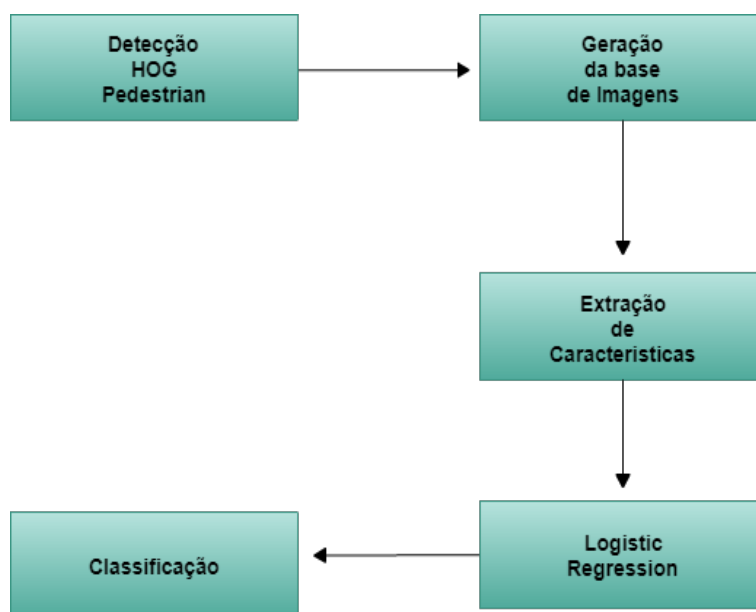 Detecção
HOG
Pedestrian
Geração
da base
de Imagens
Extração
de
Caracteristicas
Logistic
Regression
Classificação